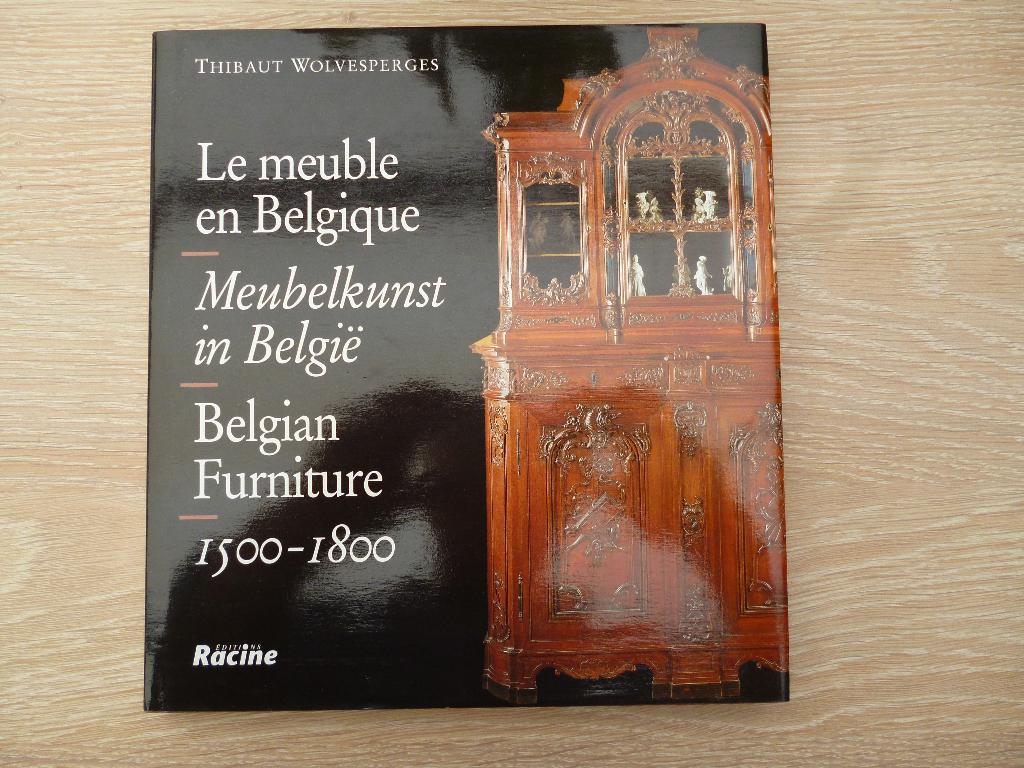 THIBAUT WOLVESPERGES
Le meuble
en Belgique
Meubelkunst
in België
Belgian
Furniture
1500-1800
EDITIONS
Racine